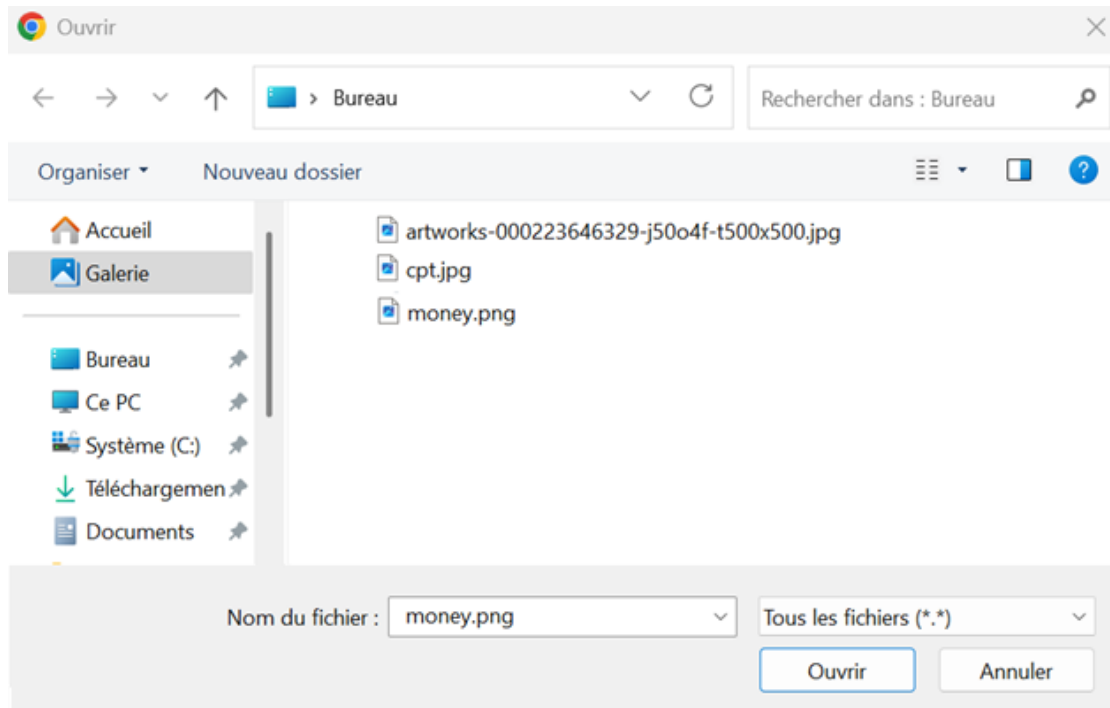 Ouvrir
Bureau
Rechercher dans : Bureau
Organiser
Nouveau dossier
?
Accueil
Galerie
Bureau
Ce PC
Système (C:)
Téléchargemen
Documents
artworks-000223646329-j50o4f-t500x500.jpg
cpt.jpg
money.png
Nom du fichier :
money.png
Tous les fichiers (*.*)
Ouvrir
Annuler